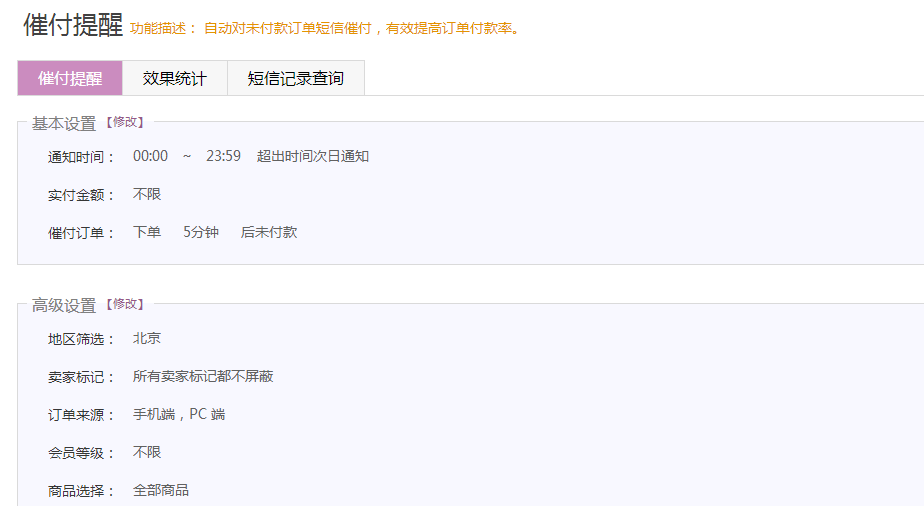 催付提醒 功能描述： 自动对未付款订单短信催付，有效提高订单付款率。
催付提醒 效果统计 短信记录查询
基本设置 【修改】
通知时间： 00:00 ~ 23:59 超出时间次日通知
实付金额： 不限
催付订单： 下单 5分钟 后未付款
高级设置 【修改】
地区筛选： 北京
卖家标记： 所有卖家标记都不屏蔽
订单来源： 手机端，PC 端
会员等级： 不限
商品选择： 全部商品